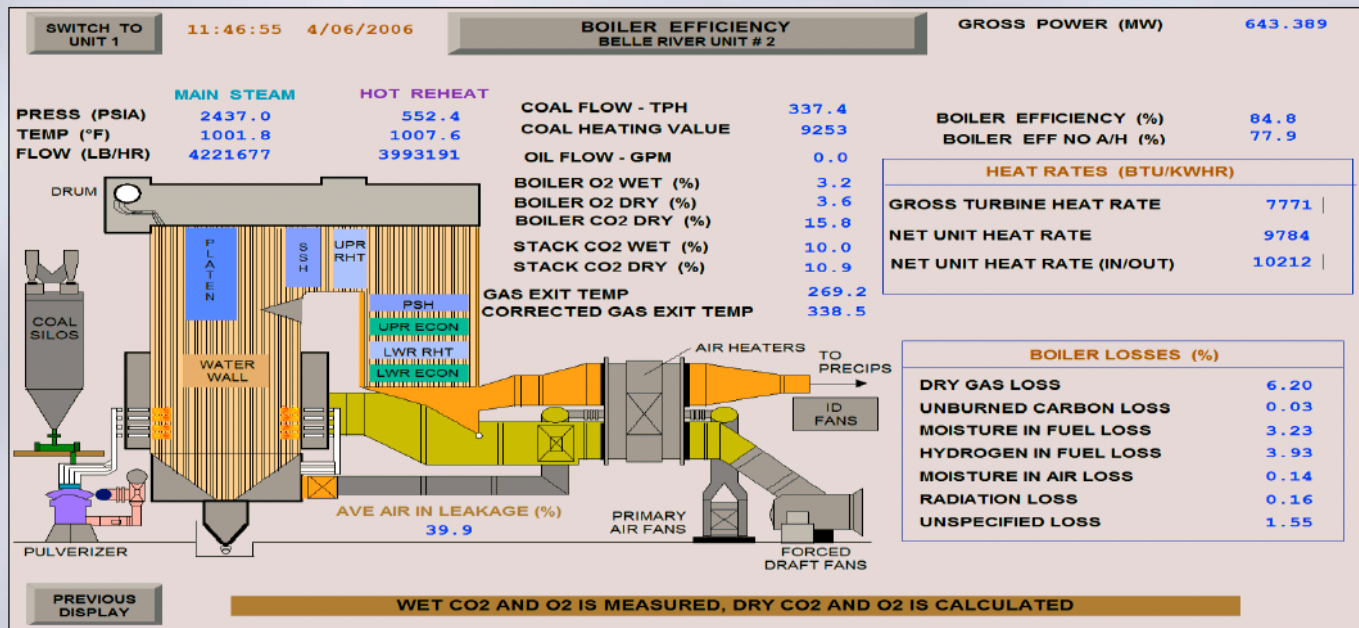 SWITCH TO
UNIT 1
11:46:55 4/06/2006
BOILER EFFICIENCY
BELLE RIVER UNIT # 2
GROSS POWER (MW) 643.389
MAIN STEAM HOT REHEAT
PRESS (PSIA) 2437.0 552.4
TEMP (°F) 1001.8 1007.6
FLOW (LB/HR) 4221677 3993191
COAL FLOW - TPH 337.4
COAL HEATING VALUE 9253
OIL FLOW - GPM 0.0
BOILER O2 WET (%) 3.2
BOILER O2 DRY (%) 3.6
BOILER CO2 DRY (%) 15.8
STACK CO2 WET (%) 10.0
STACK CO2 DRY (%) 10.9
GAS EXIT TEMP 269.2
CORRECTED GAS EXIT TEMP 338.5
BOILER EFFICIENCY (%) 84.8
BOILER EFF NO A/H (%) 77.9
HEAT RATES (BTU/KWHR)
GROSS TURBINE HEAT RATE 7771
NET UNIT HEAT RATE 9784
NET UNIT HEAT RATE (IN/OUT) 10212
DRUM
PLATEN
SSH
UPR
RHT
PSH
UPR ECON
LWR RHT
LWR ECON
COAL
SILOS
WATER
WALL
AIR HEATERS
TO
PRECIPS
ID
FANS
BOILER LOSSES (%)
DRY GAS LOSS 6.20
UNBURNED CARBON LOSS 0.03
MOISTURE IN FUEL LOSS 3.23
HYDROGEN IN FUEL LOSS 3.93
MOISTURE IN AIR LOSS 0.14
RADIATION LOSS 0.16
UNSPECIFIED LOSS 1.55
AVE AIR IN LEAKAGE (%)
39.9
PRIMARY
AIR FANS
PULVERIZER
FORCED
DRAFT FANS
PREVIOUS
DISPLAY
WET CO2 AND O2 IS MEASURED, DRY CO2 AND O2 IS CALCULATED